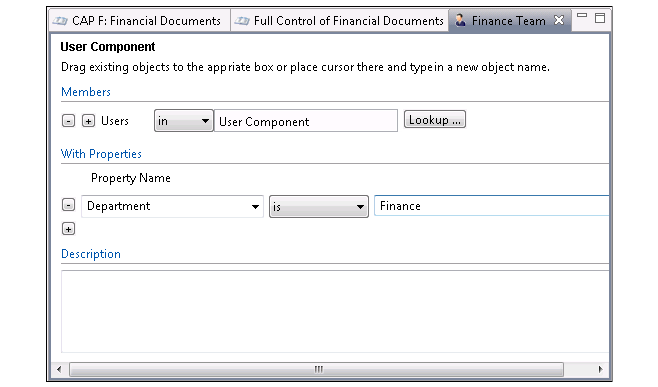 CAP F: Financial Documents Full Control of Financial Documents Finance Team
User Component
Drag existing objects to the appriate box or place cursor there and type in a new object name.
Members
- + Users in User Component Lookup ...
With Properties
Property Name
- Department is Finance
+
Description